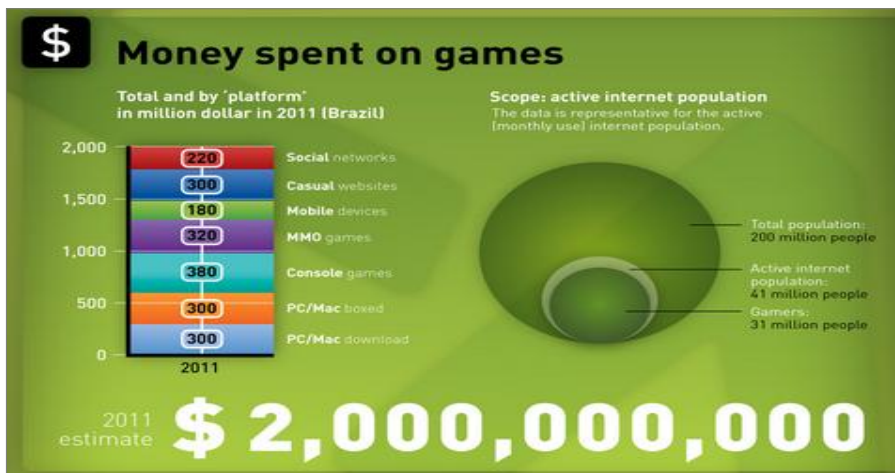 $ Money spent on games
Total and by ‘platform’
in million dollar in 2011 (Brazil)
2,000
1,500
1,000
500
0
220
300
180
320
380
300
300
Social networks
Casual websites
Mobile devices
MMO games
Console games
PC/Mac boxed
PC/Mac download
2011
Scope: active internet population
The data is representative for the active
(monthly use) internet population.
Total population:
200 million people
Active internet
population:
41 million people
Gamers:
31 million people
2011
estimate
$ 2,000,000,000